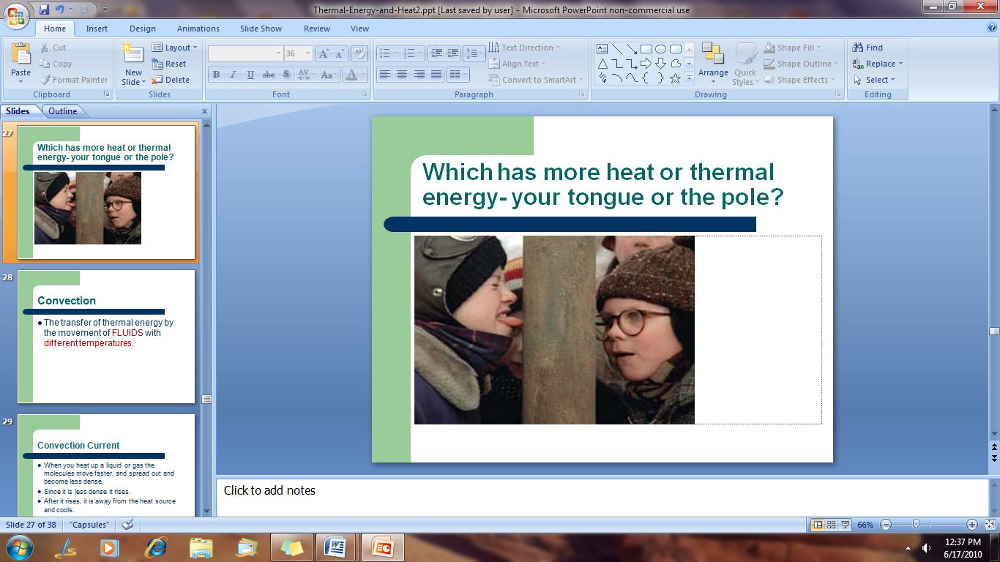 Thermal-Energy-and-Heat2.ppt [Last saved by user] - Microsoft PowerPoint non-commercial use
Home Insert Design Animations Slide Show Review View
Paste
Cut
Copy
Format Painter
Clipboard
New Slide
Layout
Reset
Delete
Slides
36
B I U abc S AV Aa A
Font
Text Direction
Align Text
Convert to SmartArt
Paragraph
Arrange
Quick Styles
Shape Fill
Shape Outline
Shape Effects
Drawing
Find
Replace
Select
Editing
Slides Outline x
27
Which has more heat or thermal
energy- your tongue or the pole?
28
Convection
• The transfer of thermal energy by
the movement of FLUIDS with
different temperatures.
29
Convection Current
• When you heat up a liquid or gas the
molecules move faster, and spread out and
become less dense.
• Since it is less dense it rises.
• After it rises, it is away from the heat source
and cools.
Which has more heat or thermal
energy- your tongue or the pole?
Click to add notes
Slide 27 of 38 "Capsules" 66%
12:37 PM
6/17/2010